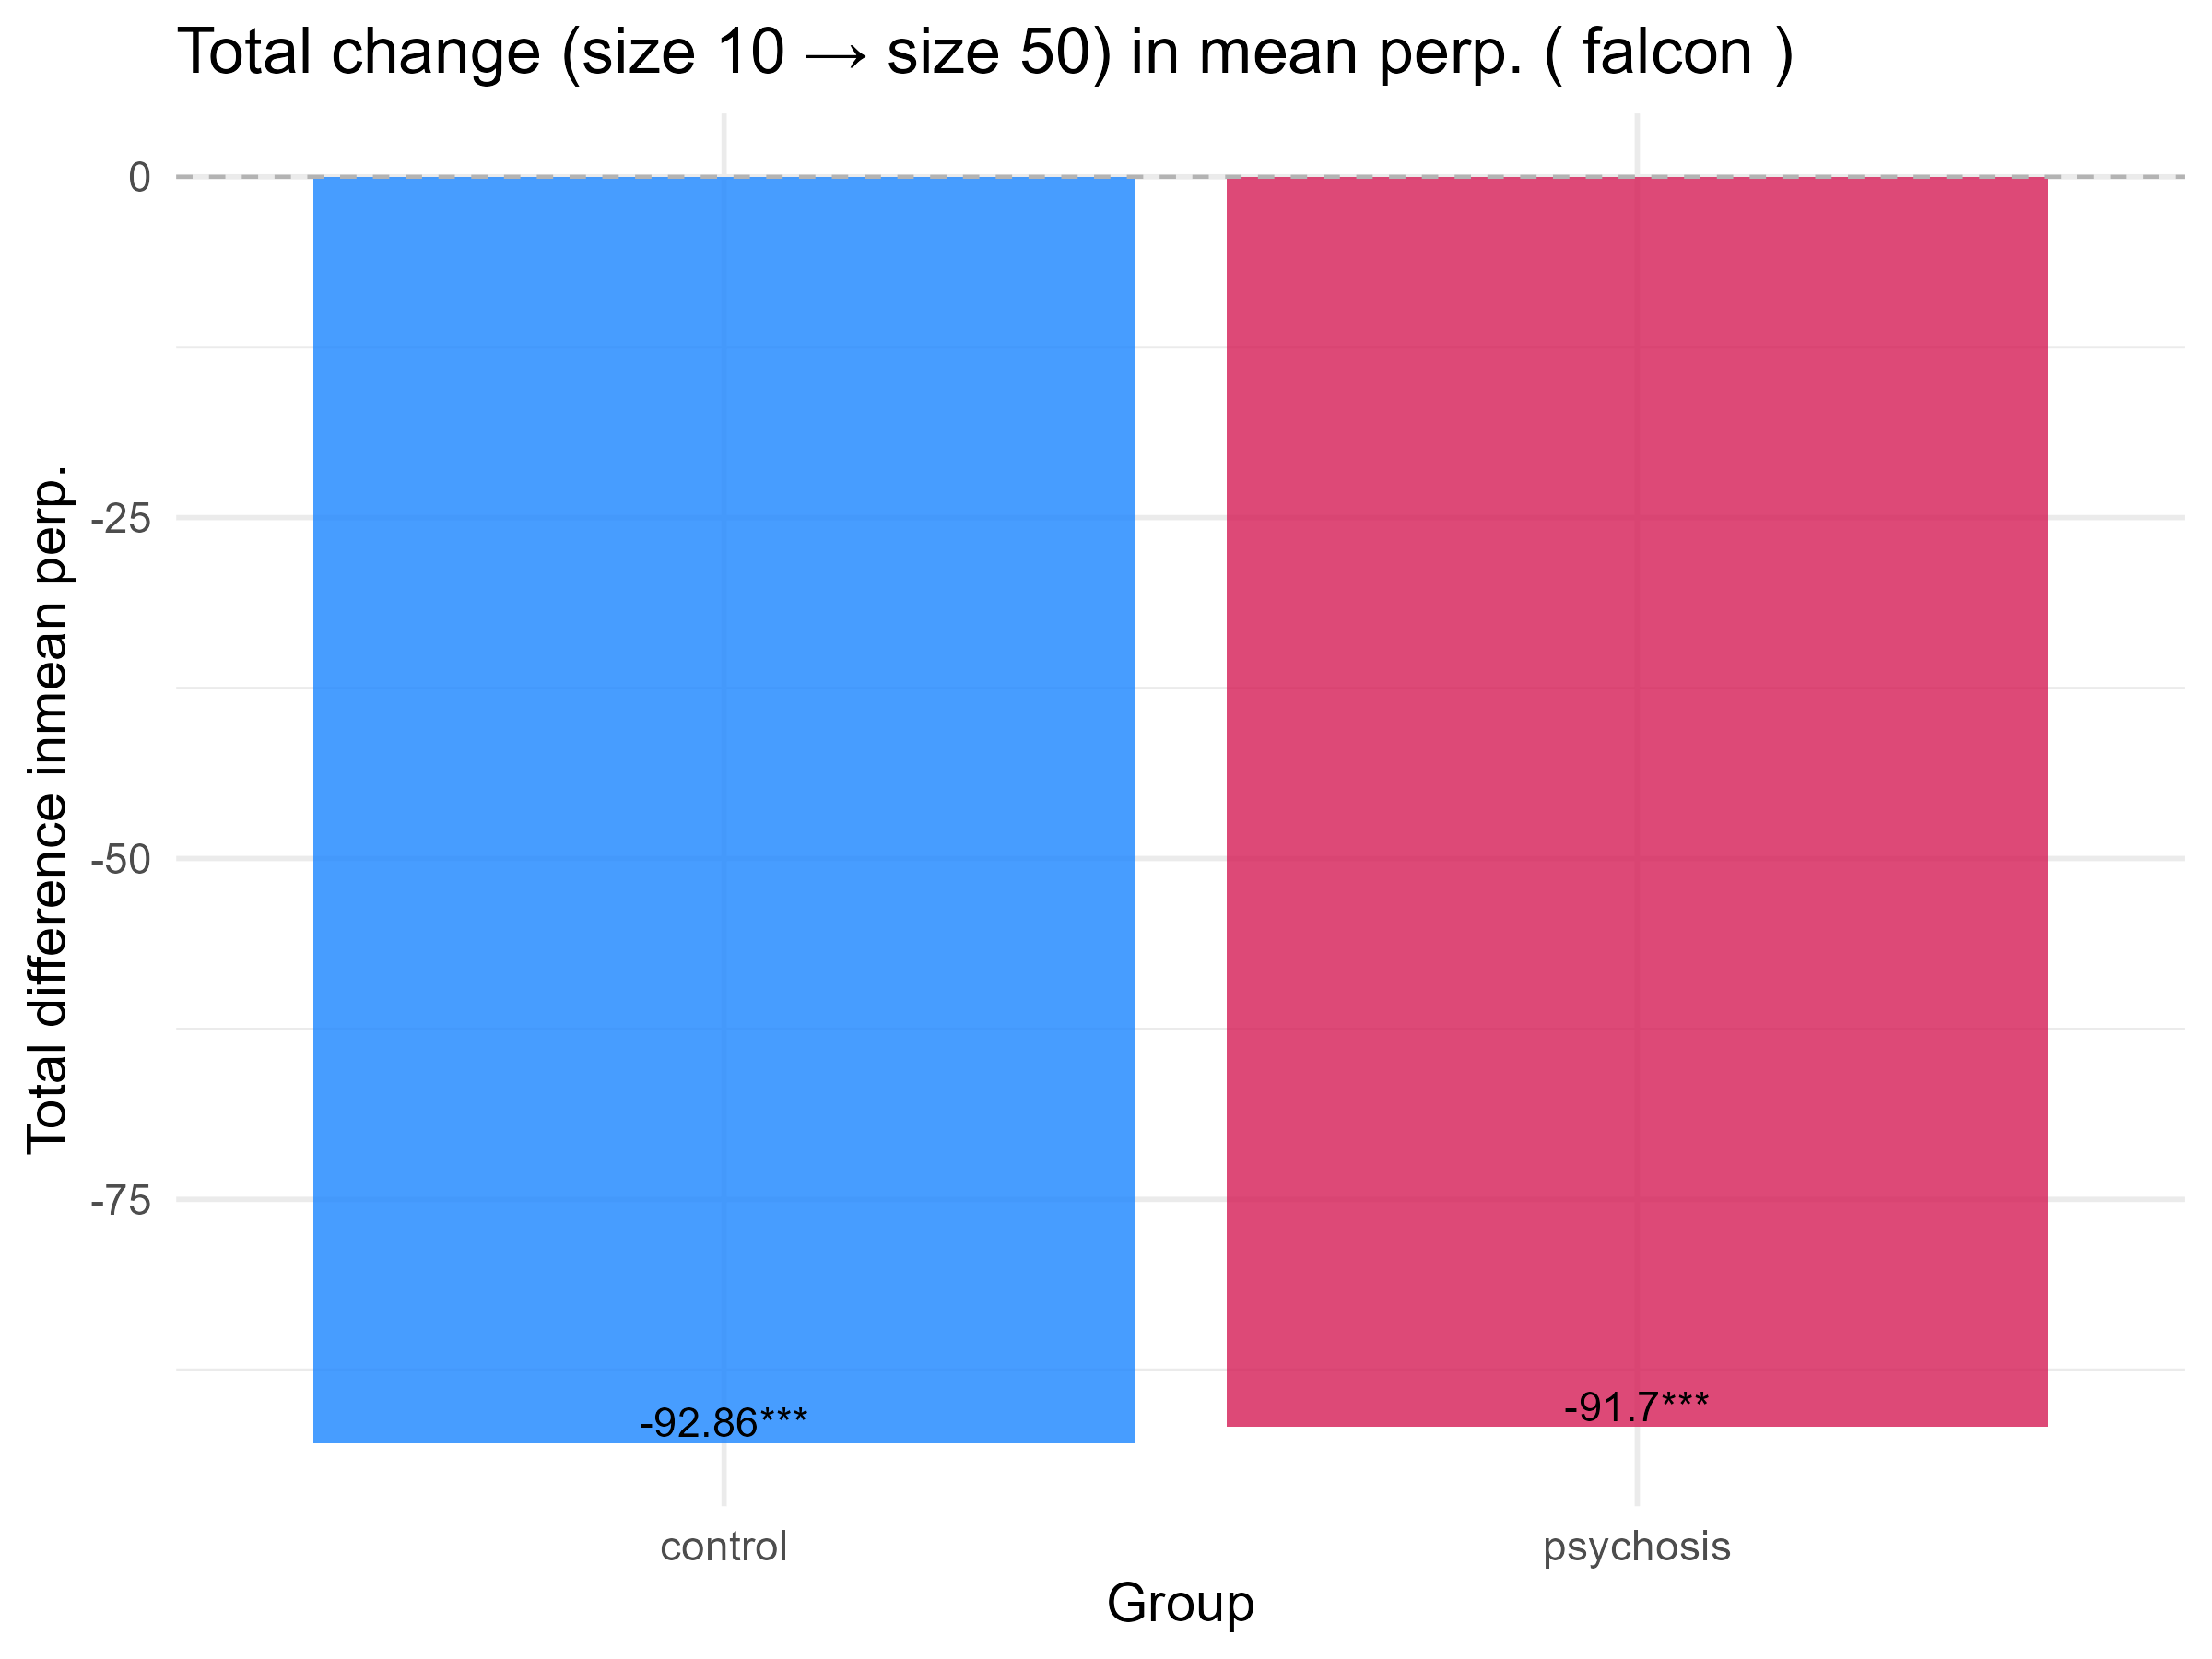 Total change (size 10 → size 50) in mean perp. ( falcon )
Total difference inmean perp.
0
-25
-50
-75
-92.86***
-91.7***
control
psychosis
Group